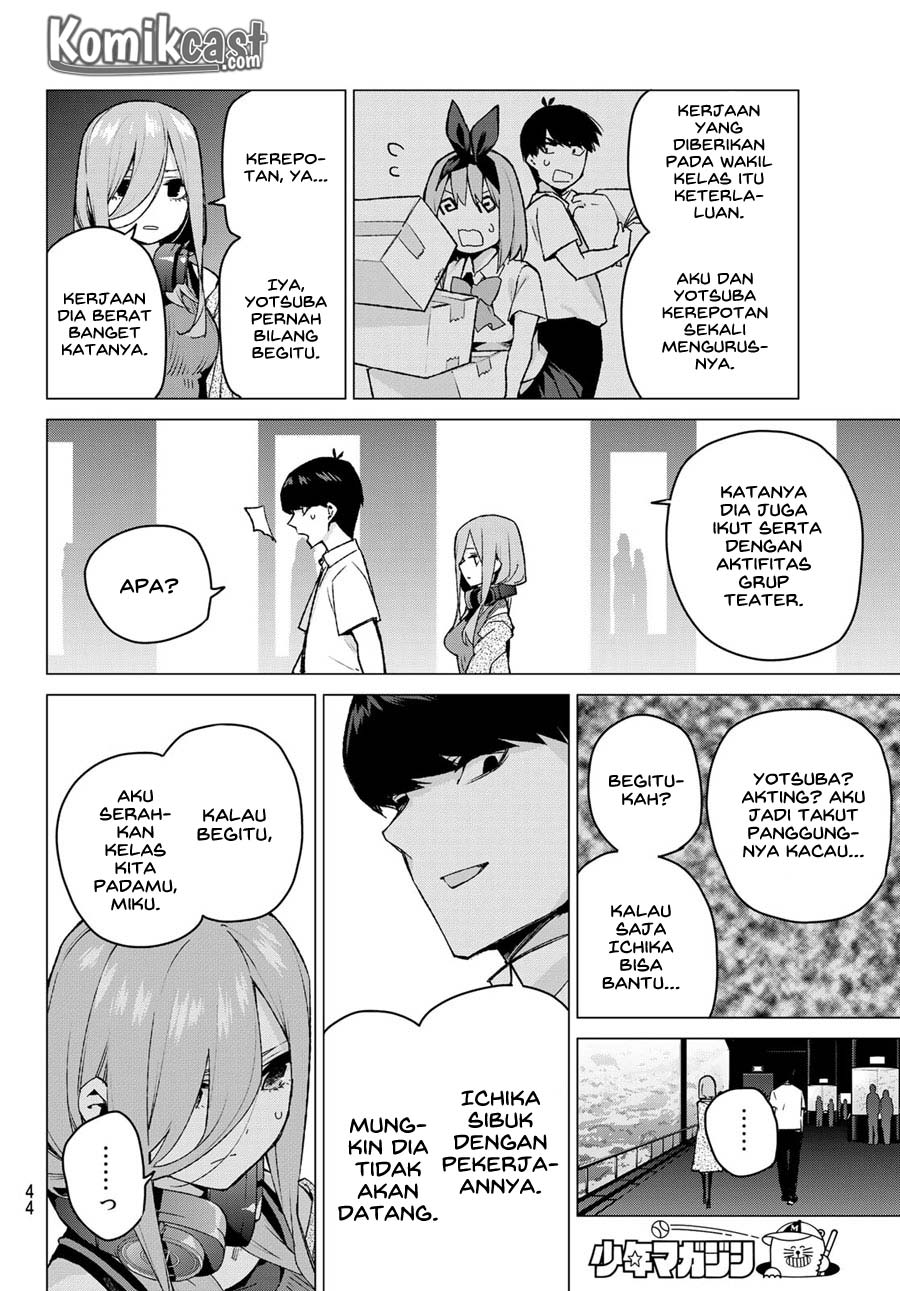 Komikcast
.com
KERJAAN
YANG
DIBERIKAN
PADA WAKIL
KELAS ITU
KETERLA-
LUAN.
AKU DAN
YOTSUBA
KEREPOTAN
SEKALI
MENGURUS-
NYA.
KEREPO-
TAN, YA...
IYA,
YOTSUBA
PERNAH
BILANG
BEGITU.
KERJAAN
DIA BERAT
BANGET
KATANYA.
KATANYA
DIA JUGA
IKUT SERTA
DENGAN
AKTIFITAS
GRUP
TEATER.
APA?
YOTSUBA?
AKTING? AKU
JADI TAKUT
PANGGUNG-
NYA KACAU...
BEGITU-
KAH?
KALAU
SAJA
ICHIKA
BISA
BANTU...
……
ICHIKA
SIBUK
DENGAN
PEKERJA-
ANNYA.
MUNG-
KIN DIA
TIDAK
AKAN
DATANG.
KALAU
BEGITU,
AKU
SERAH-
KAN
KELAS
KITA
PADAMU,
MIKU.
……っ
44
少年マガジン
M